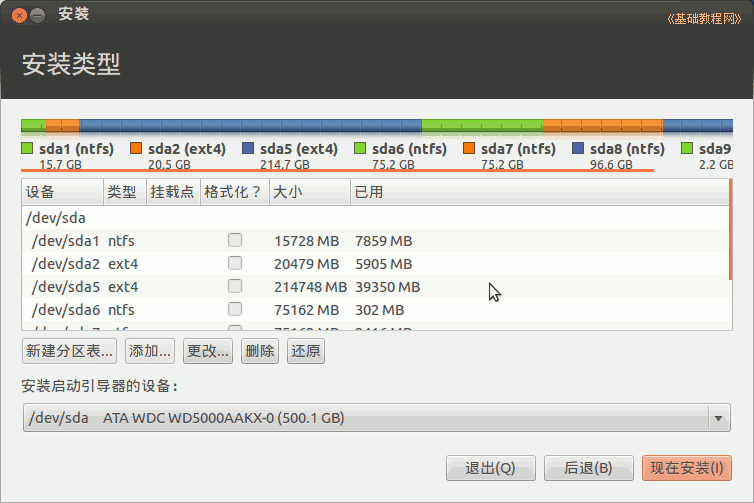 安装
《基础教程网》
安装类型
sda1 (ntfs) sda2 (ext4) sda5 (ext4) sda6 (ntfs) sda7 (ntfs) sda8 (ntfs) sda9
15.7 GB 20.5 GB 214.7 GB 75.2 GB 75.2 GB 96.6 GB 2.2 GB
设备 类型 挂载点 格式化？ 大小 已用
/dev/sda
/dev/sda1 ntfs 15728 MB 7859 MB
/dev/sda2 ext4 20479 MB 5905 MB
/dev/sda5 ext4 214748 MB 39350 MB
/dev/sda6 ntfs 75162 MB 302 MB
新建分区表... 添加... 更改... 删除 还原
安装启动引导器的设备：
/dev/sda ATA WDC WD5000AAKX-0 (500.1 GB)
退出(Q) 后退(B) 现在安装(I)